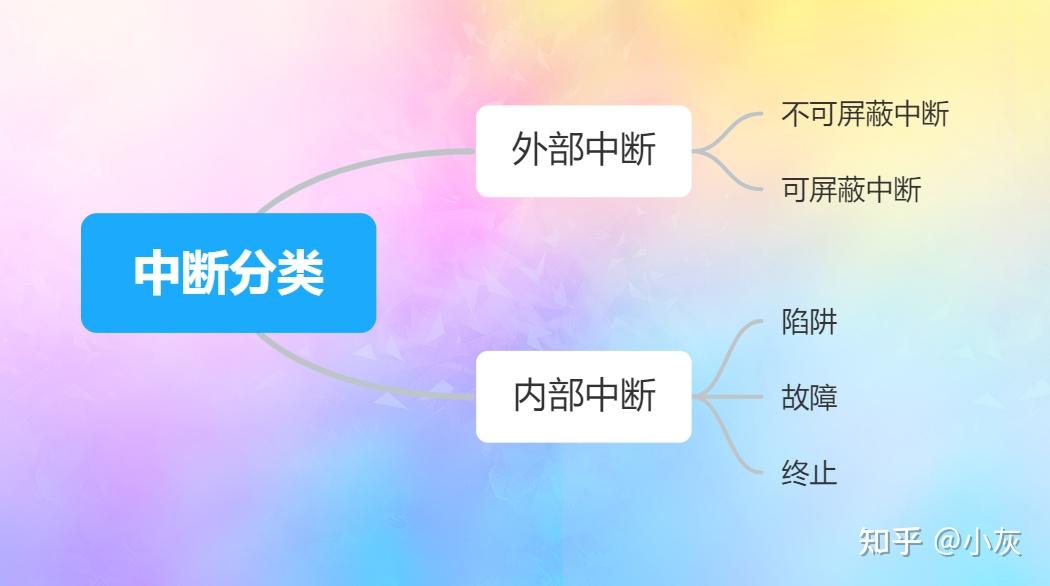 中断分类
外部中断
不可屏蔽中断
可屏蔽中断
内部中断
陷阱
故障
终止
知乎 @小灰